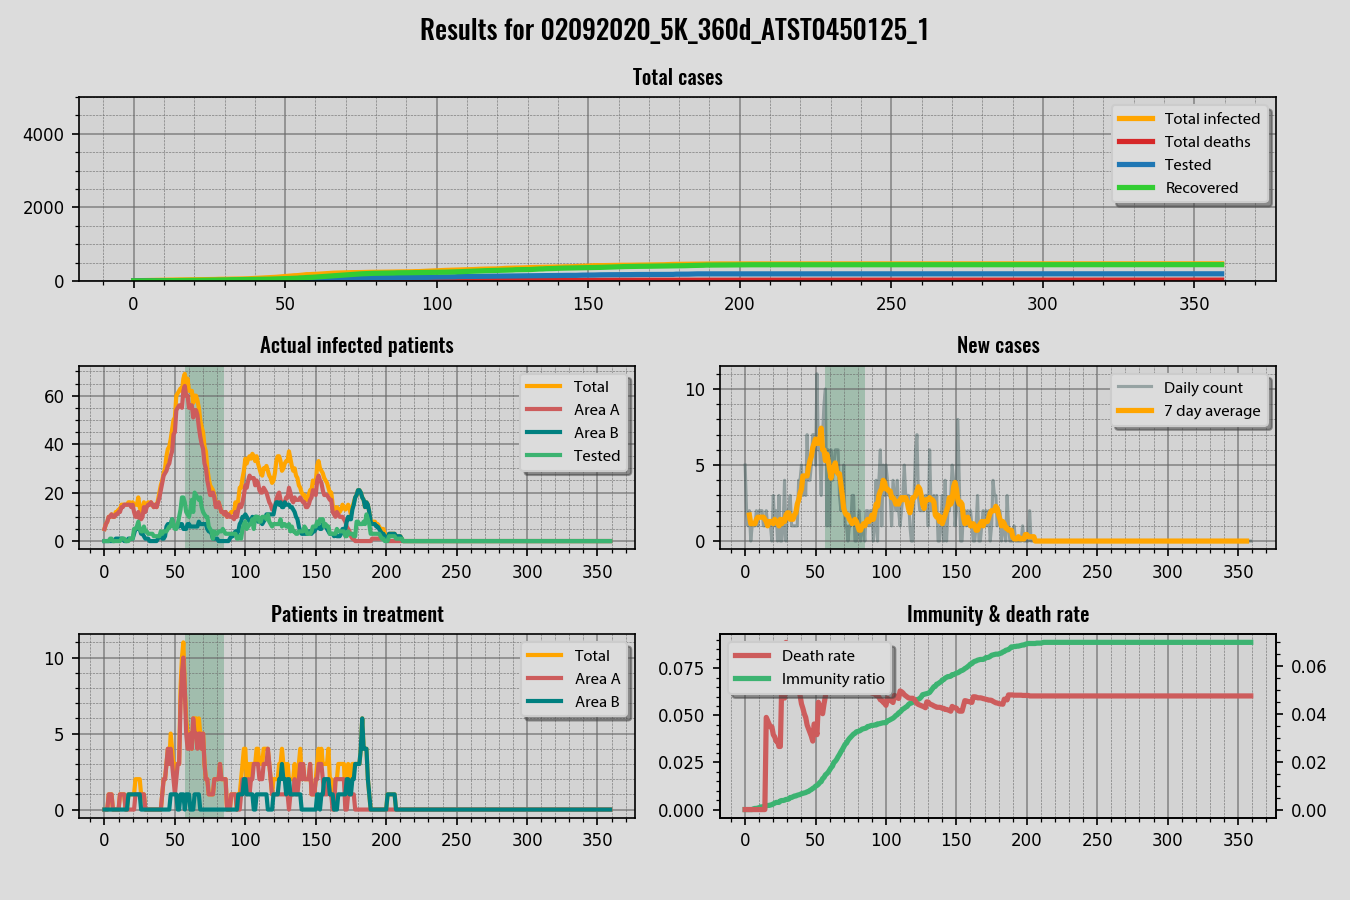 Results for 02092020_5K_360d_ATST0450125_1
Total cases
4000
2000
0
Total infected
Total deaths
Tested
Recovered
0 50 100 150 200 250 300 350
Actual infected patients
60
40
20
0
Total
Area A
Area B
Tested
0 50 100 150 200 250 300 350
New cases
10
5
0
Daily count
7 day average
0 50 100 150 200 250 300 350
Patients in treatment
10
5
0
Total
Area A
Area B
0 50 100 150 200 250 300 350
Immunity & death rate
0.075
0.050
0.025
0.000
Death rate
Immunity ratio
0.06
0.04
0.02
0.00
0 50 100 150 200 250 300 350